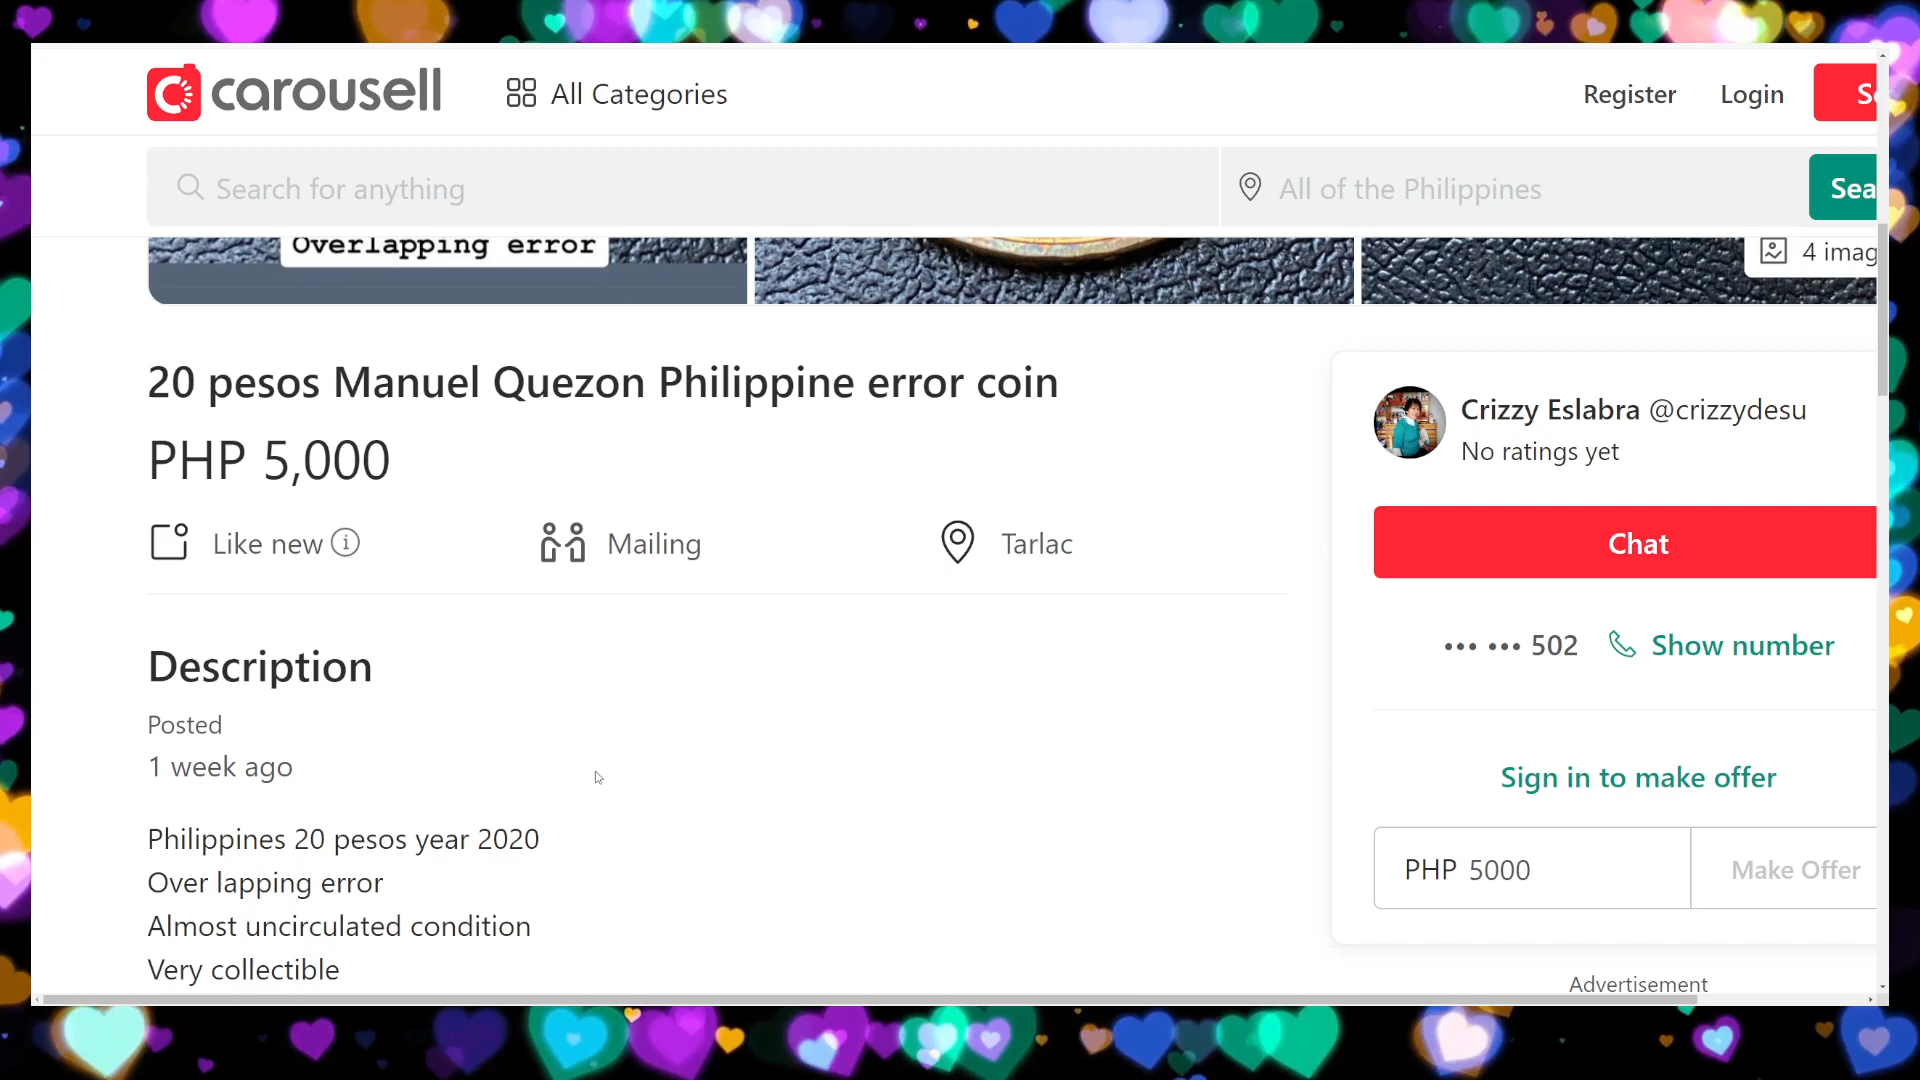 carousell
All Categories
Register
Login
Search for anything
All of the Philippines
Overlapping error
20 pesos Manuel Quezon Philippine error coin
PHP 5,000
Like new
Mailing
Tarlac
Description
Posted
1 week ago
Philippines 20 pesos year 2020
Over lapping error
Almost uncirculated condition
Very collectible
4 imag
Crizzy Eslabra @crizzydesu
No ratings yet
Chat
••• ••• 502
Show number
Sign in to make offer
PHP 5000
Make Offer
Advertisement